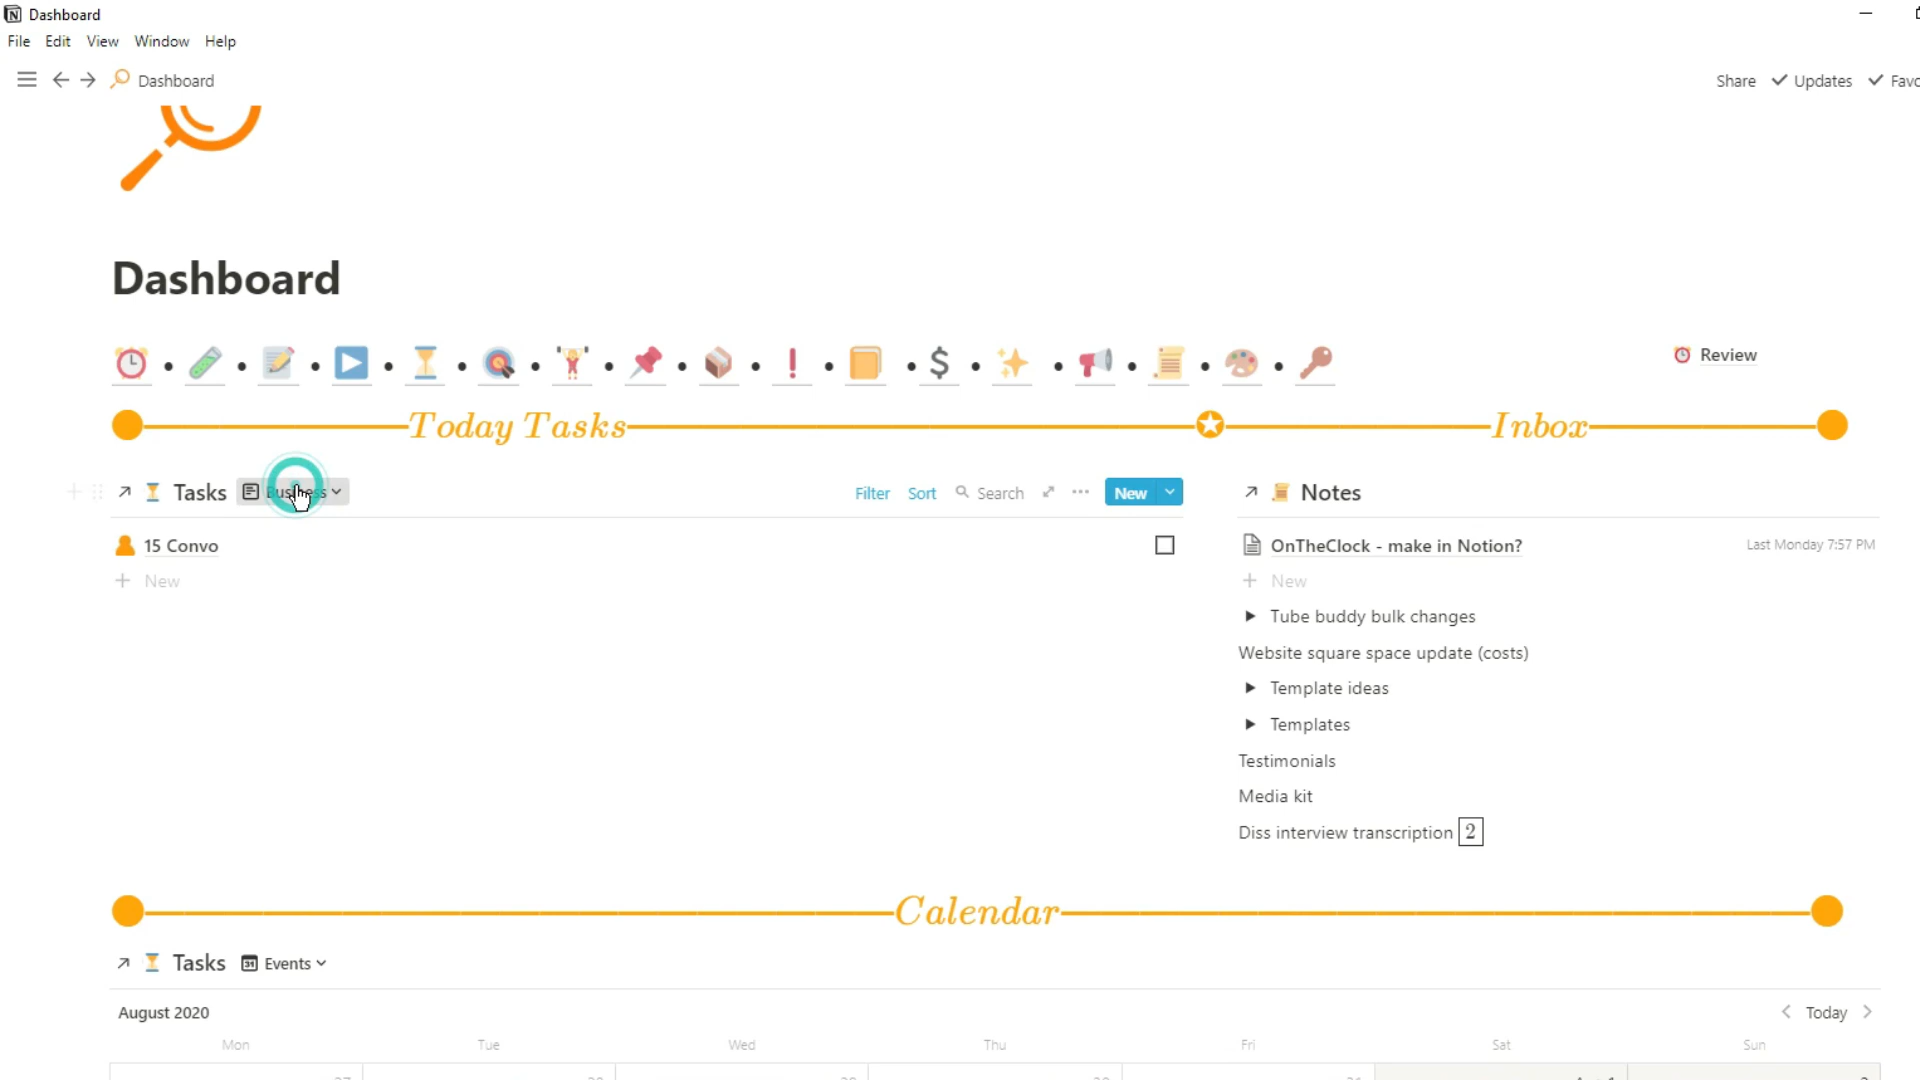 Dashboard
File Edit View Window Help
Dashboard
Share Updates
Dashboard
Review
Today Tasks
Inbox
Tasks Business
Filter Sort Search New
Notes
15 Convo
New
OnTheClock - make in Notion? Last Monday 7:57 PM
New
Tube buddy bulk changes
Website square space update (costs)
Template ideas
Templates
Testimonials
Media kit
Diss interview transcription 2
Calendar
Tasks 31 Events
August 2020
Today
Mon Tue Wed Thu Fri Sat Sun